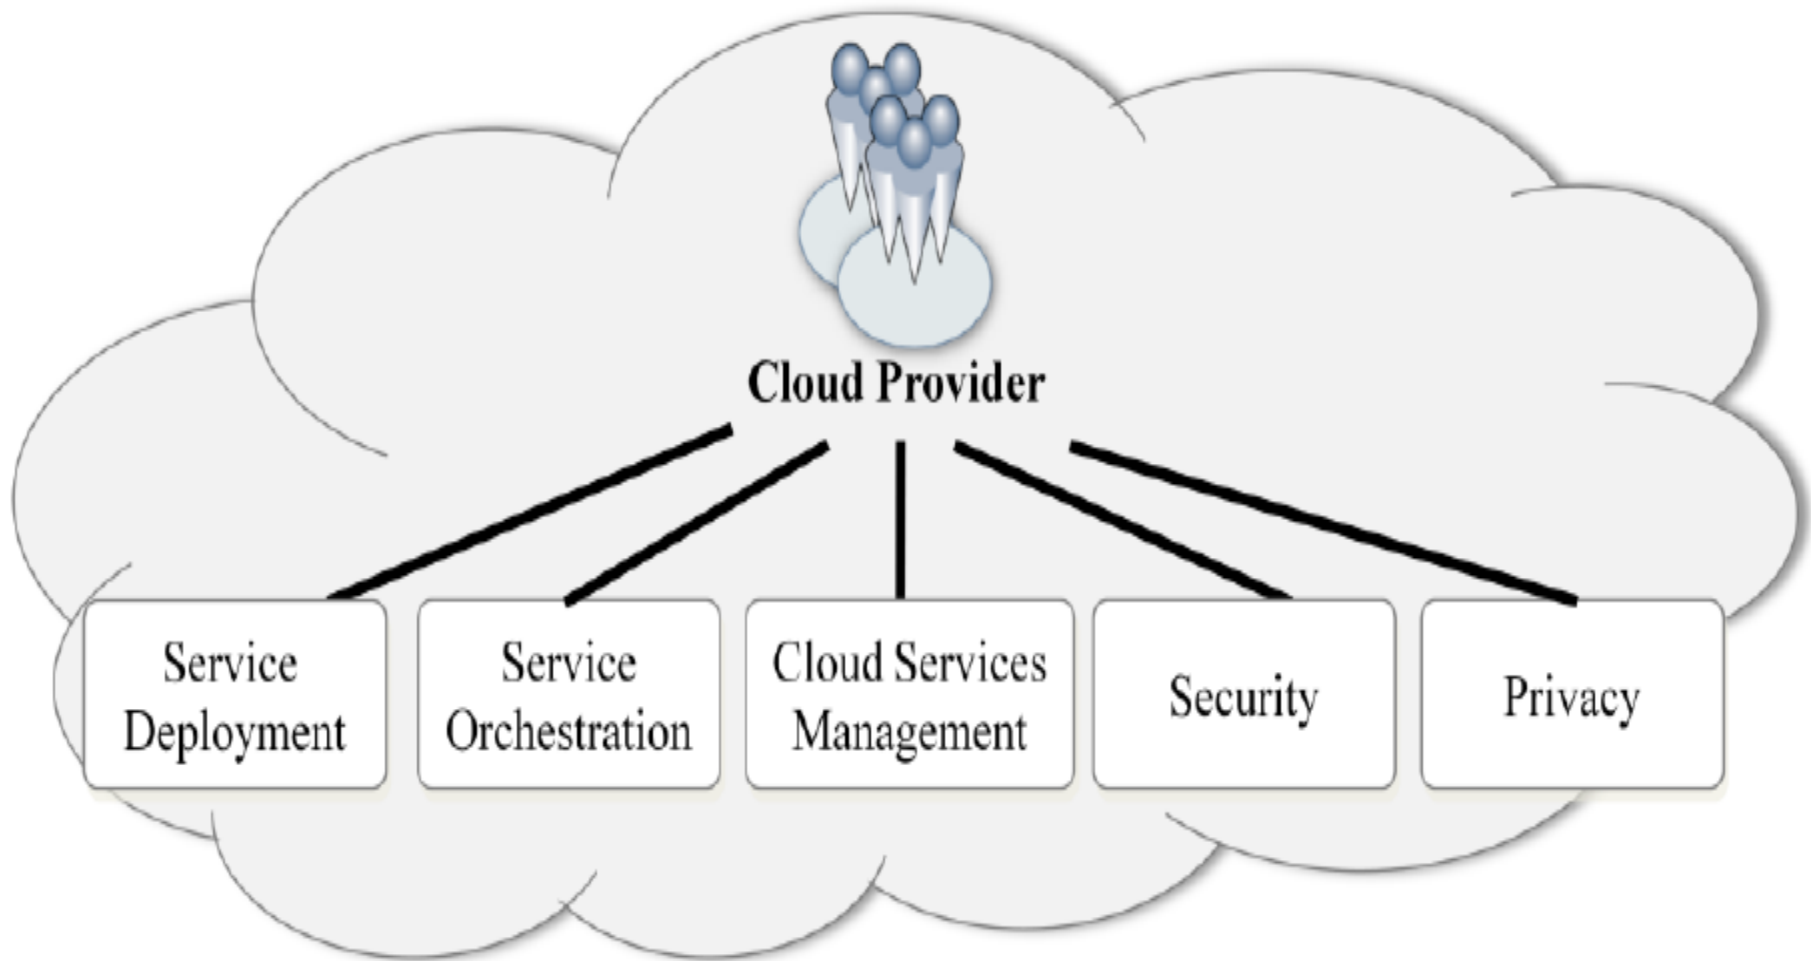 Cloud Provider
Service
Deployment
Service
Orchestration
Cloud Services
Management
Security
Privacy